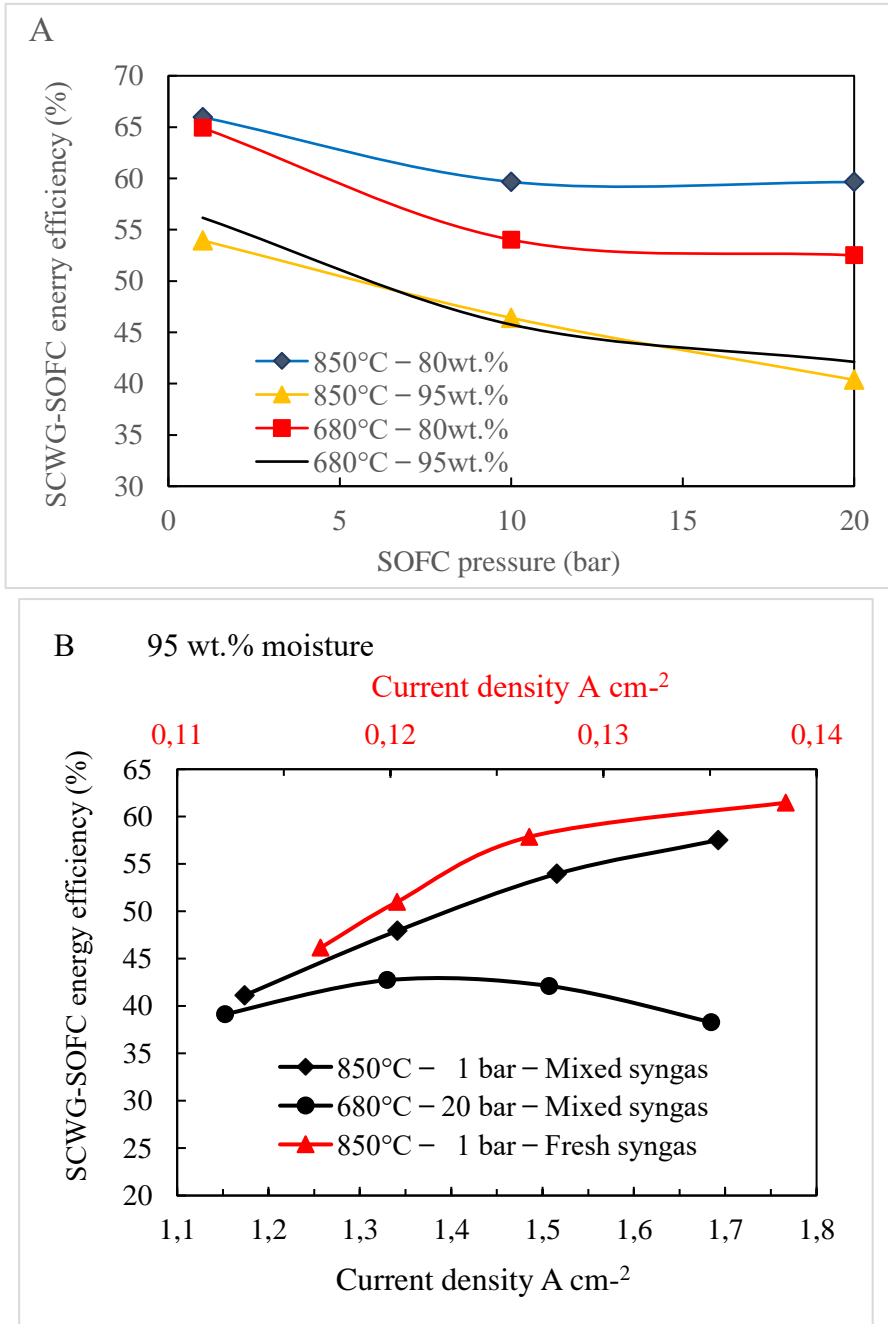 A
SCWG-SOFC enerry efficiency (%)
70
65
60
55
50
45
40
35
30
850°C – 80wt.%
850°C – 95wt.%
680°C – 80wt.%
680°C – 95wt.%
0 5 10 15 20
SOFC pressure (bar)
B 95 wt.% moisture
Current density A cm-2
0,11 0,12 0,13 0,14
SCWG-SOFC energy efficiency (%)
65
60
55
50
45
40
35
30
25
20
850°C – 1 bar – Mixed syngas
680°C – 20 bar – Mixed syngas
850°C – 1 bar – Fresh syngas
1,1 1,2 1,3 1,4 1,5 1,6 1,7 1,8
Current density A cm-2